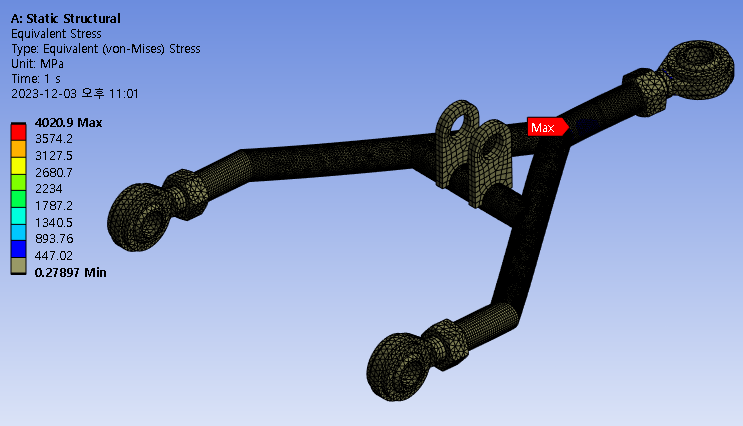 A: Static Structural
Equivalent Stress
Type: Equivalent (von-Mises) Stress
Unit: MPa
Time: 1 s
2023-12-03 오후 11:01
4020.9 Max
3574.2
3127.5
2680.7
2234
1787.2
1340.5
893.76
447.02
0.27897 Min
Max